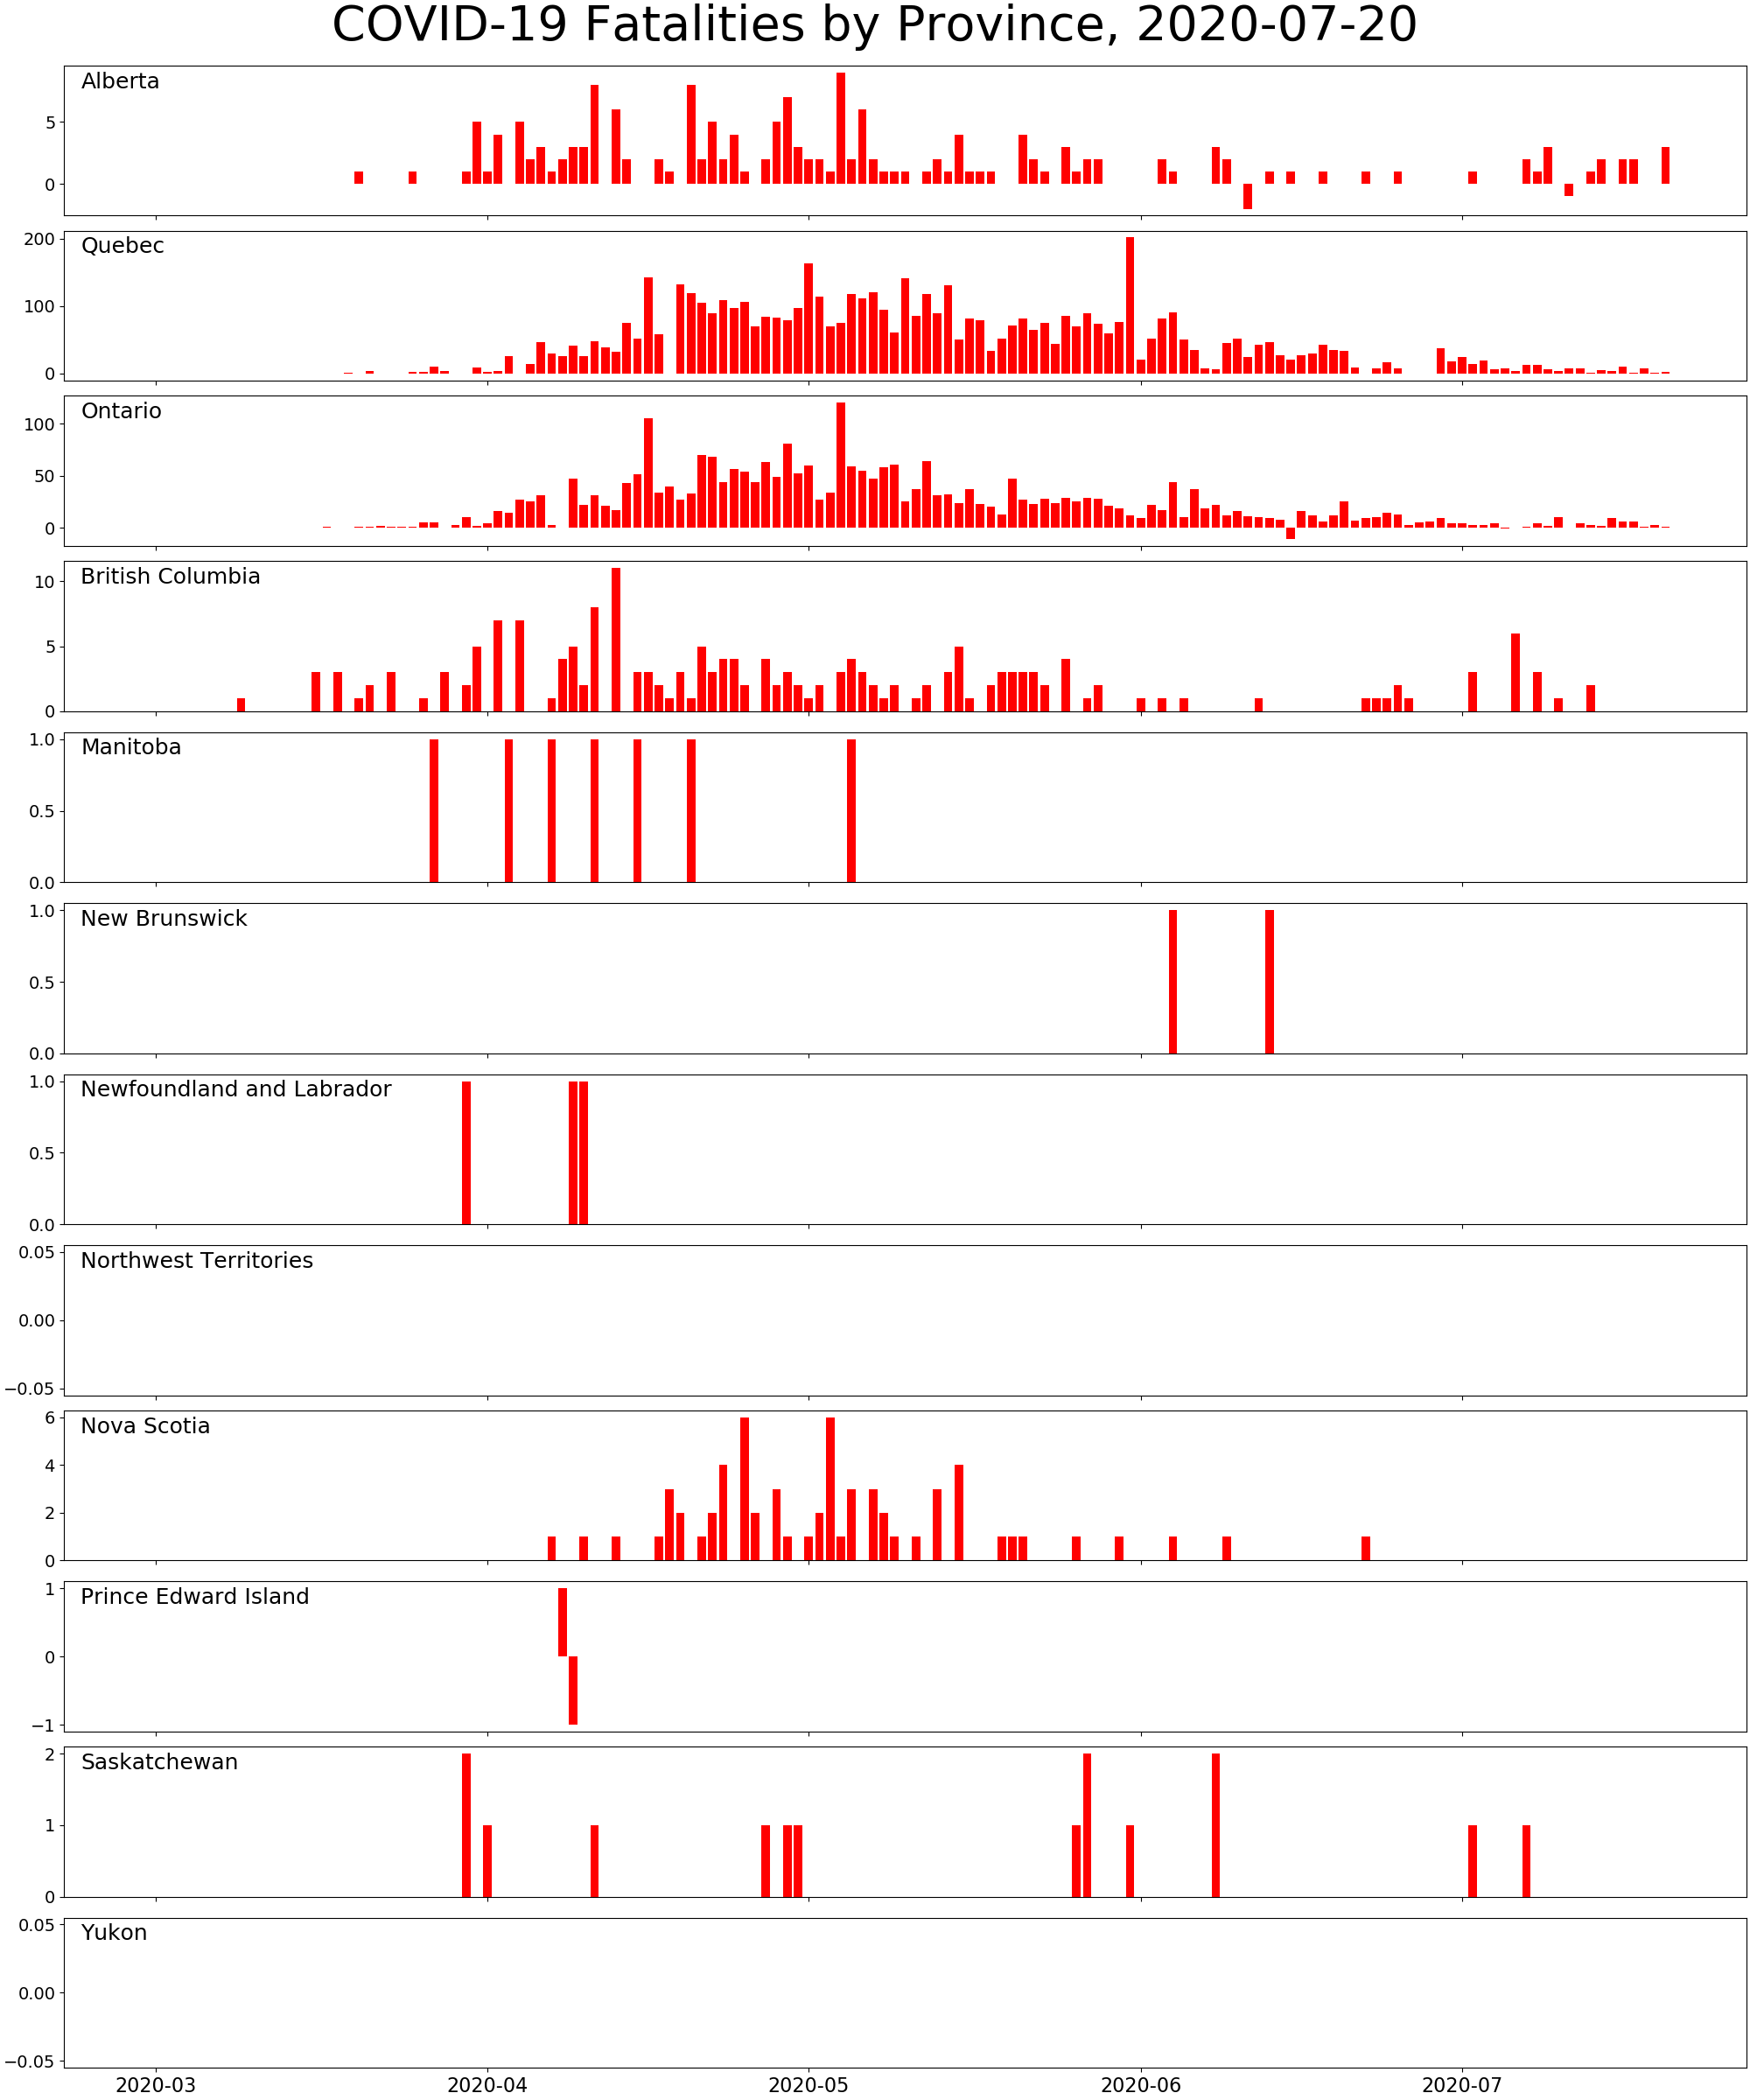 COVID-19 Fatalities by Province, 2020-07-20
Alberta
5
0
Quebec
200
100
0
Ontario
100
50
0
British Columbia
10
5
0
Manitoba
1.0
0.5
0.0
New Brunswick
1.0
0.5
0.0
Newfoundland and Labrador
1.0
0.5
0.0
Northwest Territories
0.05
0.00
−0.05
Nova Scotia
6
4
2
0
Prince Edward Island
1
0
−1
Saskatchewan
2
1
0
Yukon
0.05
0.00
−0.05
2020-03 2020-04 2020-05 2020-06 2020-07